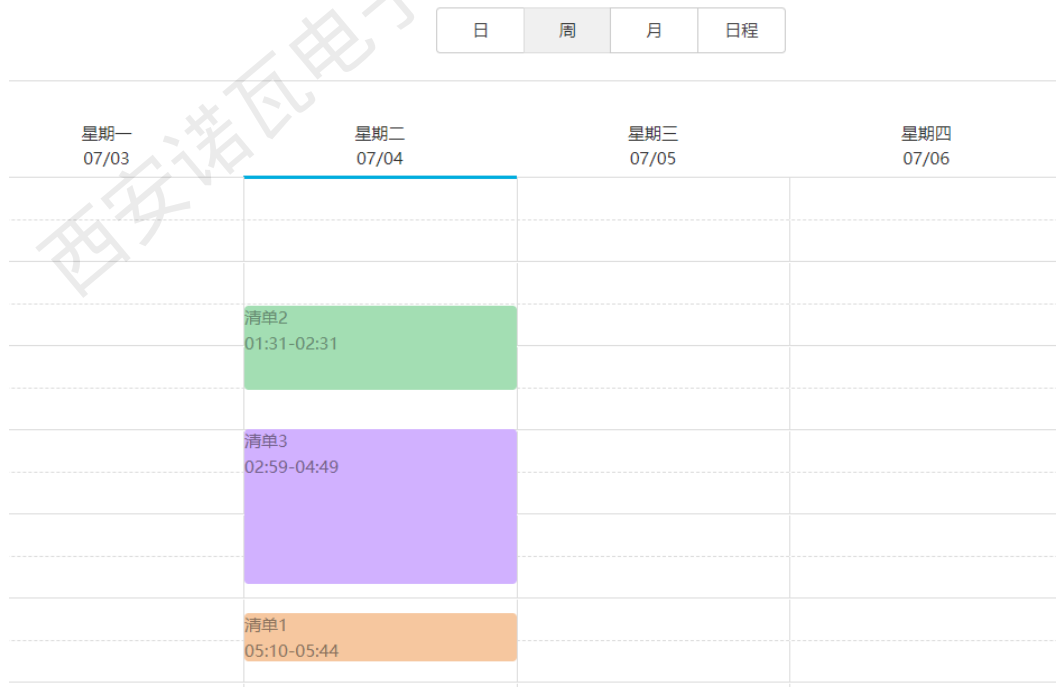 日 周 月 日程
星期一 星期二 星期三 星期四
07/03 07/04 07/05 07/06
清单2
01:31-02:31
清单3
02:59-04:49
清单1
05:10-05:44
西安诺瓦电子